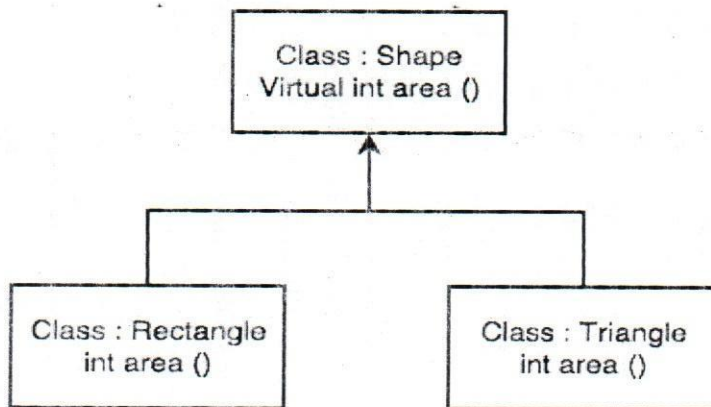 Class : Shape
Virtual int area ()
Class : Rectangle
int area ()
Class : Triangle
int area ()